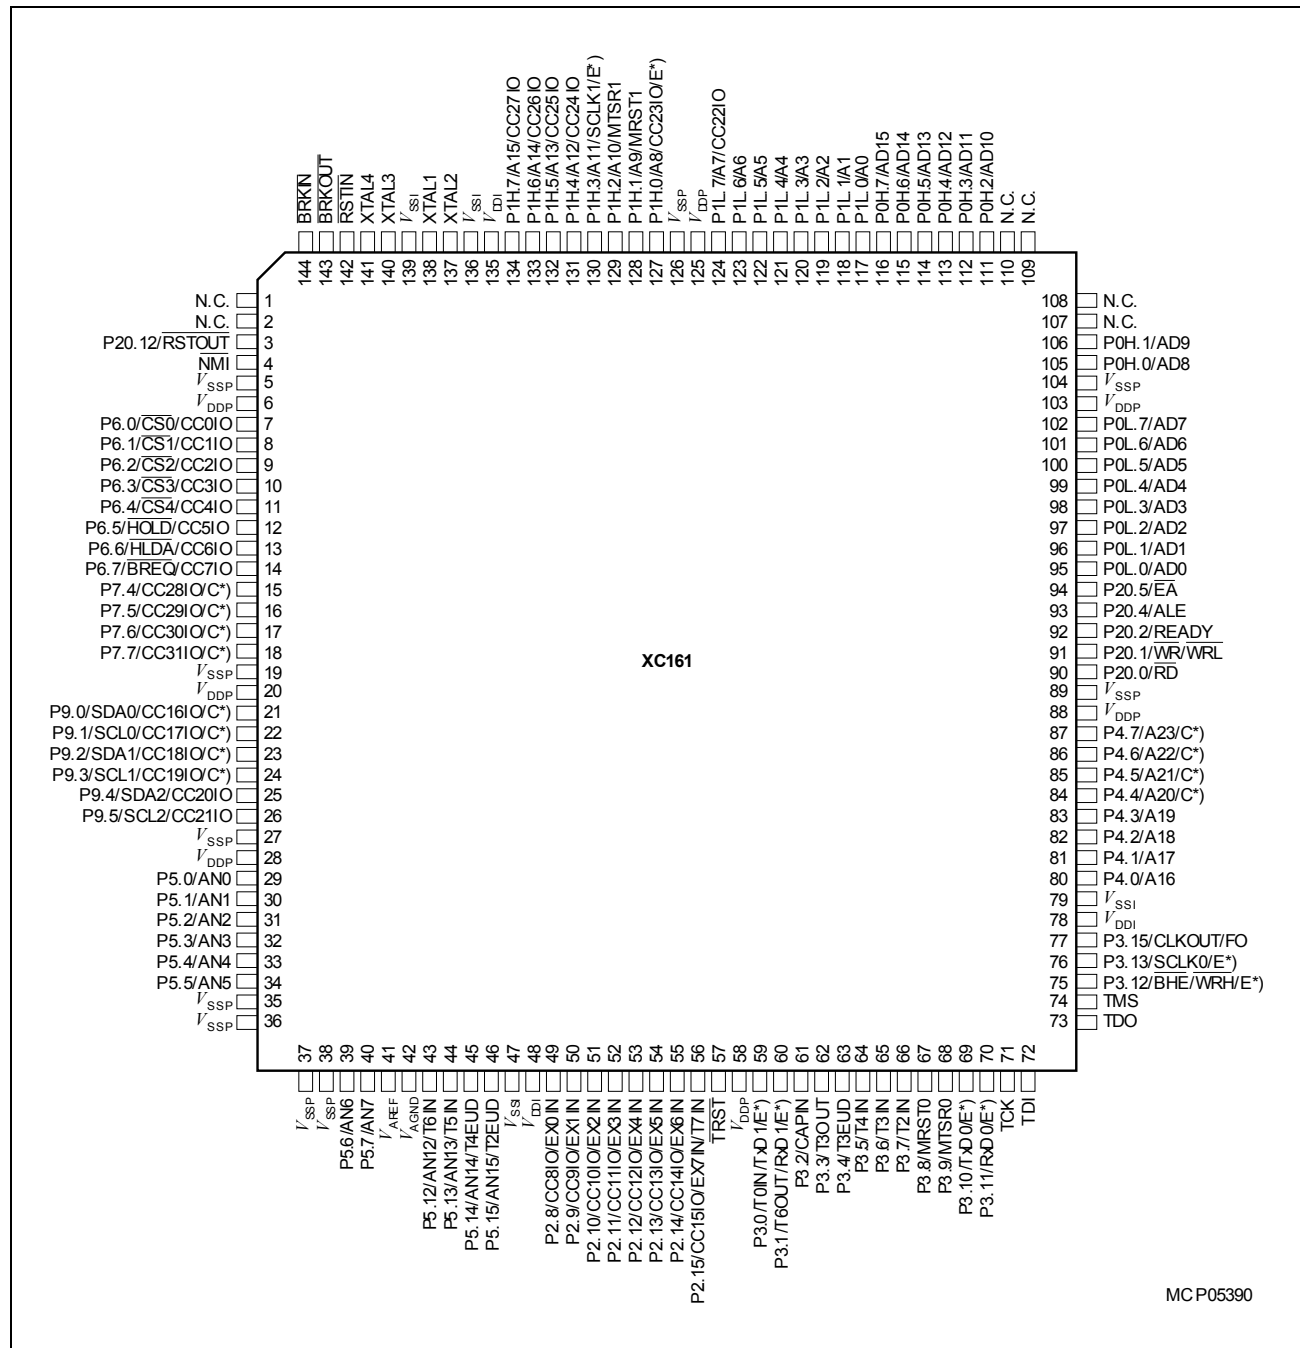 BRKIN
BRKOUT
RSTIN
XTAL4
XTAL3
VSSI
XTAL1
XTAL2
VSSI
VDDI
P1H.7/A15/CC27IO
P1H.6/A14/CC26IO
P1H.5/A13/CC25IO
P1H.4/A12/CC24IO
P1H.3/A11/SCLK1/E*)
P1H.2/A10/MTSR1
P1H.1/A9/MRST1
P1H.0/A8/CC23IO/E*)
VSSP
VDDP
P1L.7/A7/CC22IO
P1L.6/A6
P1L.5/A5
P1L.4/A4
P1L.3/A3
P1L.2/A2
P1L.1/A1
P1L.0/A0
P0H.7/AD15
P0H.6/AD14
P0H.5/AD13
P0H.4/AD12
P0H.3/AD11
P0H.2/AD10
N.C.
N.C.
144
143
142
141
140
139
138
137
136
135
134
133
132
131
130
129
128
127
126
125
124
123
122
121
120
119
118
117
116
115
114
113
112
111
110
109
N.C. 1
N.C. 2
P20.12/RSTOUT 3
NMI 4
VSSP 5
VDDP 6
P6.0/CS0/CC0IO 7
P6.1/CS1/CC1IO 8
P6.2/CS2/CC2IO 9
P6.3/CS3/CC3IO 10
P6.4/CS4/CC4IO 11
P6.5/HOLD/CC5IO 12
P6.6/HLDA/CC6IO 13
P6.7/BREQ/CC7IO 14
P7.4/CC28IO/C*) 15
P7.5/CC29IO/C*) 16
P7.6/CC30IO/C*) 17
P7.7/CC31IO/C*) 18
VSSP 19
VDDP 20
P9.0/SDA0/CC16IO/C*) 21
P9.1/SCL0/CC17IO/C*) 22
P9.2/SDA1/CC18IO/C*) 23
P9.3/SCL1/CC19IO/C*) 24
P9.4/SDA2/CC20IO 25
P9.5/SCL2/CC21IO 26
VSSP 27
VDDP 28
P5.0/AN0 29
P5.1/AN1 30
P5.2/AN2 31
P5.3/AN3 32
P5.4/AN4 33
P5.5/AN5 34
VSSP 35
VSSP 36
XC161
108 N.C.
107 N.C.
106 P0H.1/AD9
105 P0H.0/AD8
104 VSSP
103 VDDP
102 P0L.7/AD7
101 P0L.6/AD6
100 P0L.5/AD5
99 P0L.4/AD4
98 P0L.3/AD3
97 P0L.2/AD2
96 P0L.1/AD1
95 P0L.0/AD0
94 P20.5/EA
93 P20.4/ALE
92 P20.2/READY
91 P20.1/WR/WRL
90 P20.0/RD
89 VSSP
88 VDDP
87 P4.7/A23/C*)
86 P4.6/A22/C*)
85 P4.5/A21/C*)
84 P4.4/A20/C*)
83 P4.3/A19
82 P4.2/A18
81 P4.1/A17
80 P4.0/A16
79 VSSI
78 VDDI
77 P3.15/CLKOUT/FO
76 P3.13/SCLK0/E*)
75 P3.12/BHE/WRH/E*)
74 TMS
73 TDO
37
38
39
40
41
42
43
44
45
46
47
48
49
50
51
52
53
54
55
56
57
58
59
60
61
62
63
64
65
66
67
68
69
70
71
72
VSSP
VSSP
P5.6/AN6
P5.7/AN7
VAREF
VAGND
P5.12/AN12/T6IN
P5.13/AN13/T5IN
P5.14/AN14/T4EUD
P5.15/AN15/T2EUD
VSSI
VDDI
P2.8/CC8IO/EX0IN
P2.9/CC9IO/EX1IN
P2.10/CC10IO/EX2IN
P2.11/CC11IO/EX3IN
P2.12/CC12IO/EX4IN
P2.13/CC13IO/EX5IN
P2.14/CC14IO/EX6IN
P2.15/CC15IO/EX7IN/T7IN
TRST
VDDP
P3.0/T0IN/TxD1/E*)
P3.1/T6OUT/RxD1/E*)
P3.2/CAPIN
P3.3/T3OUT
P3.4/T3EUD
P3.5/T4IN
P3.6/T3IN
P3.7/T2IN
P3.8/MRST0
P3.9/MTSR0
P3.10/TxD0/E*)
P3.11/RxD0/E*)
TCK
TDI
MCP05390